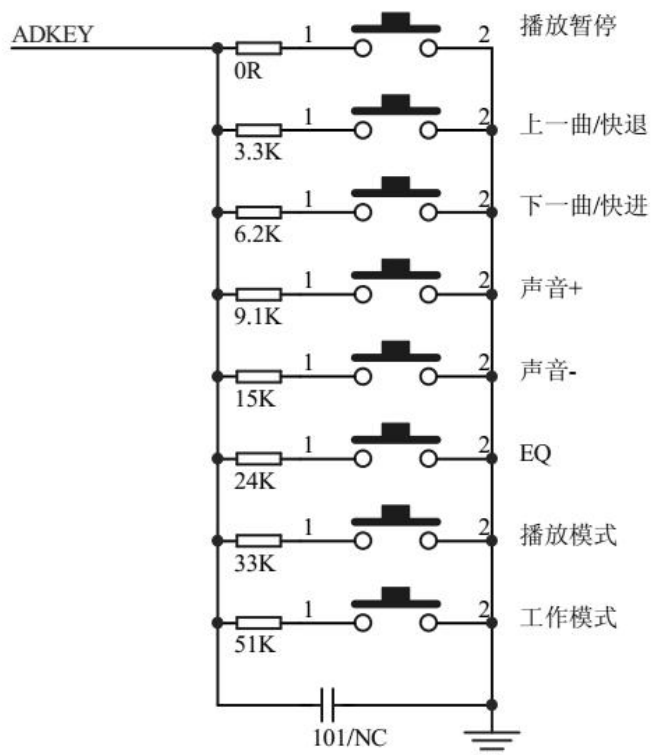 ADKEY
1
2
播放暂停
0R
1
2
上一曲/快退
3.3K
1
2
下一曲/快进
6.2K
1
2
声音+
9.1K
1
2
声音-
15K
1
2
EQ
24K
1
2
播放模式
33K
1
2
工作模式
51K
101/NC